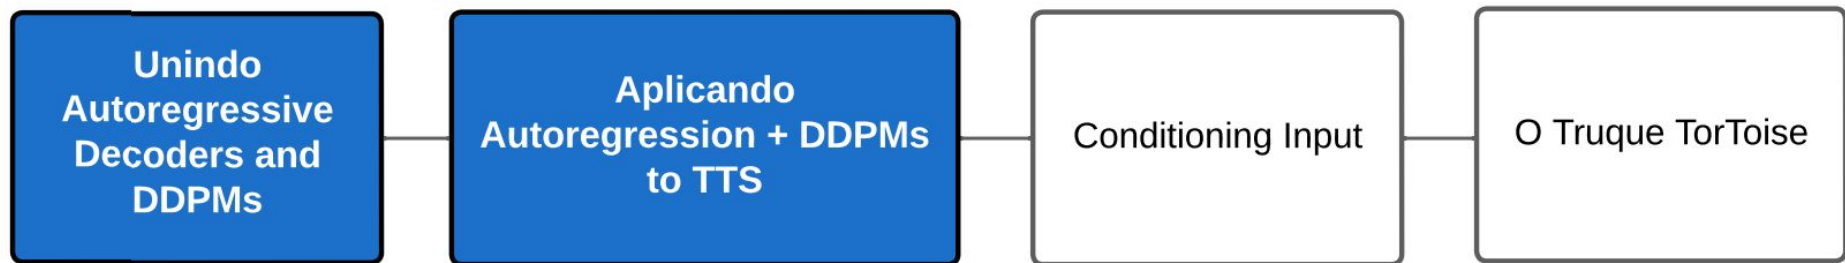 Unindo
Autoregressive
Decoders and
DDPMs
Aplicando
Autoregression + DDPMs
to TTS
Conditioning Input
O Truque TorToise